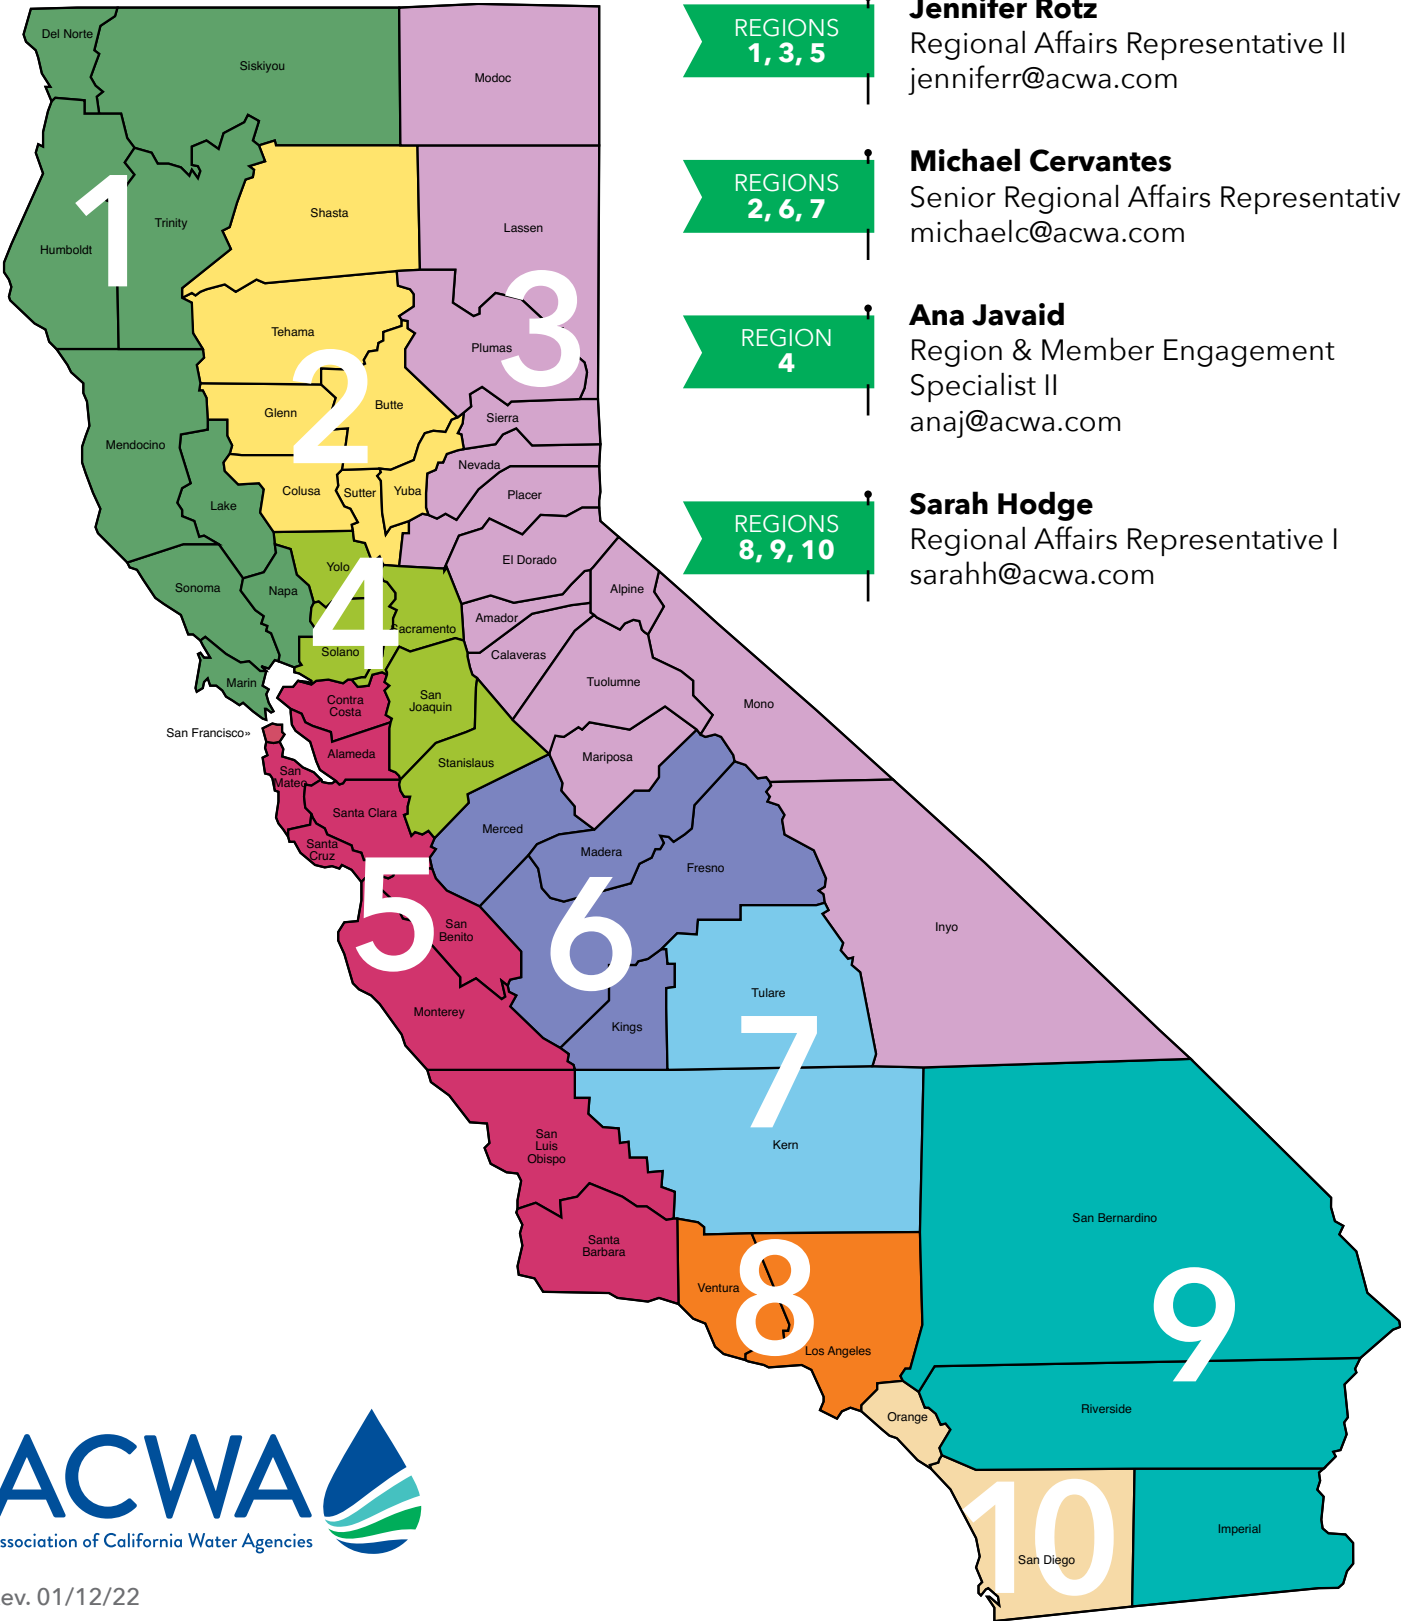 Jennifer Rotz
REGIONS
1, 3, 5
Regional Affairs Representative II
jenniferr@acwa.com
REGIONS
2, 6, 7
Michael Cervantes
Senior Regional Affairs Representativ
michaelc@acwa.com
REGION
4
Ana Javaid
Region & Member Engagement
Specialist II
anaj@acwa.com
REGIONS
8, 9, 10
Sarah Hodge
Regional Affairs Representative I
sarahh@acwa.com
Del Norte
Siskiyou
Modoc
1
Humboldt
Trinity
Shasta
Lassen
3
Tehama
Plumas
2
Glenn
Butte
Sierra
Mendocino
Nevada
Colusa
Sutter
Yuba
Placer
Lake
El Dorado
Yolo
4
Sonoma
Napa
Alpine
Amador
Sacramento
Solano
Calaveras
Marin
Tuolumne
Contra
Costa
San
Joaquin
Mono
San Francisco»
Alameda
Stanislaus
Mariposa
San
Mateo
Santa Clara
Merced
Santa
Cruz
Madera
Fresno
5
6
San
Benito
Inyo
Tulare
Monterey
Kings
7
San
Luis
Obispo
Kern
Santa
Barbara
San Bernardino
8
Ventura
9
Los Angeles
Orange
Riverside
10
San Diego
Imperial
ACWA
ssociation of California Water Agencies
ev. 01/12/22